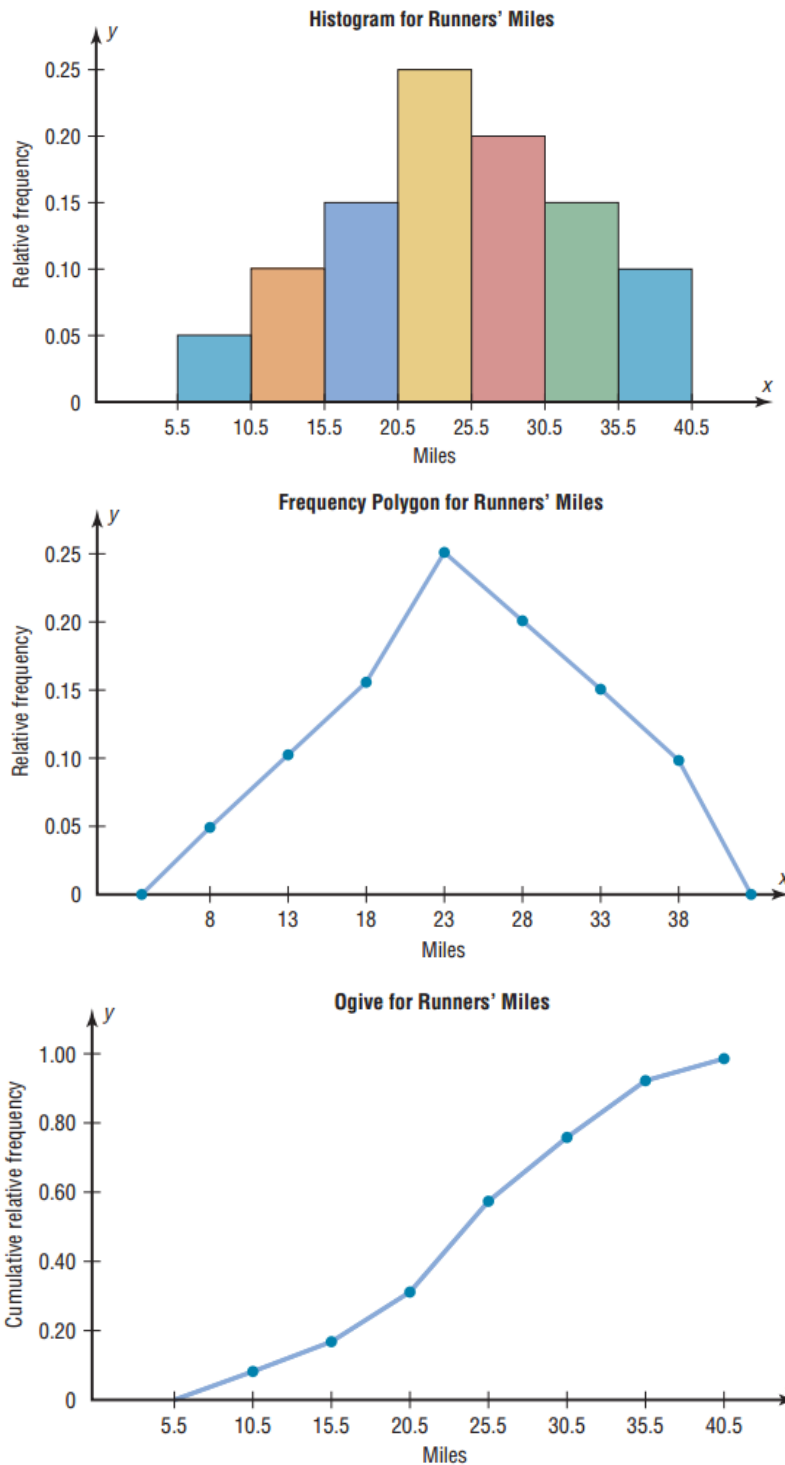 Histogram for Runners’ Miles
y
0.25
0.20
0.15
0.10
0.05
0
Relative frequency
x
5.5 10.5 15.5 20.5 25.5 30.5 35.5 40.5
Miles
Frequency Polygon for Runners’ Miles
y
0.25
0.20
0.15
0.10
0.05
0
Relative frequency
x
8 13 18 23 28 33 38
Miles
Ogive for Runners’ Miles
y
1.00
0.80
0.60
0.40
0.20
0
Cumulative relative frequency
5.5 10.5 15.5 20.5 25.5 30.5 35.5 40.5
Miles